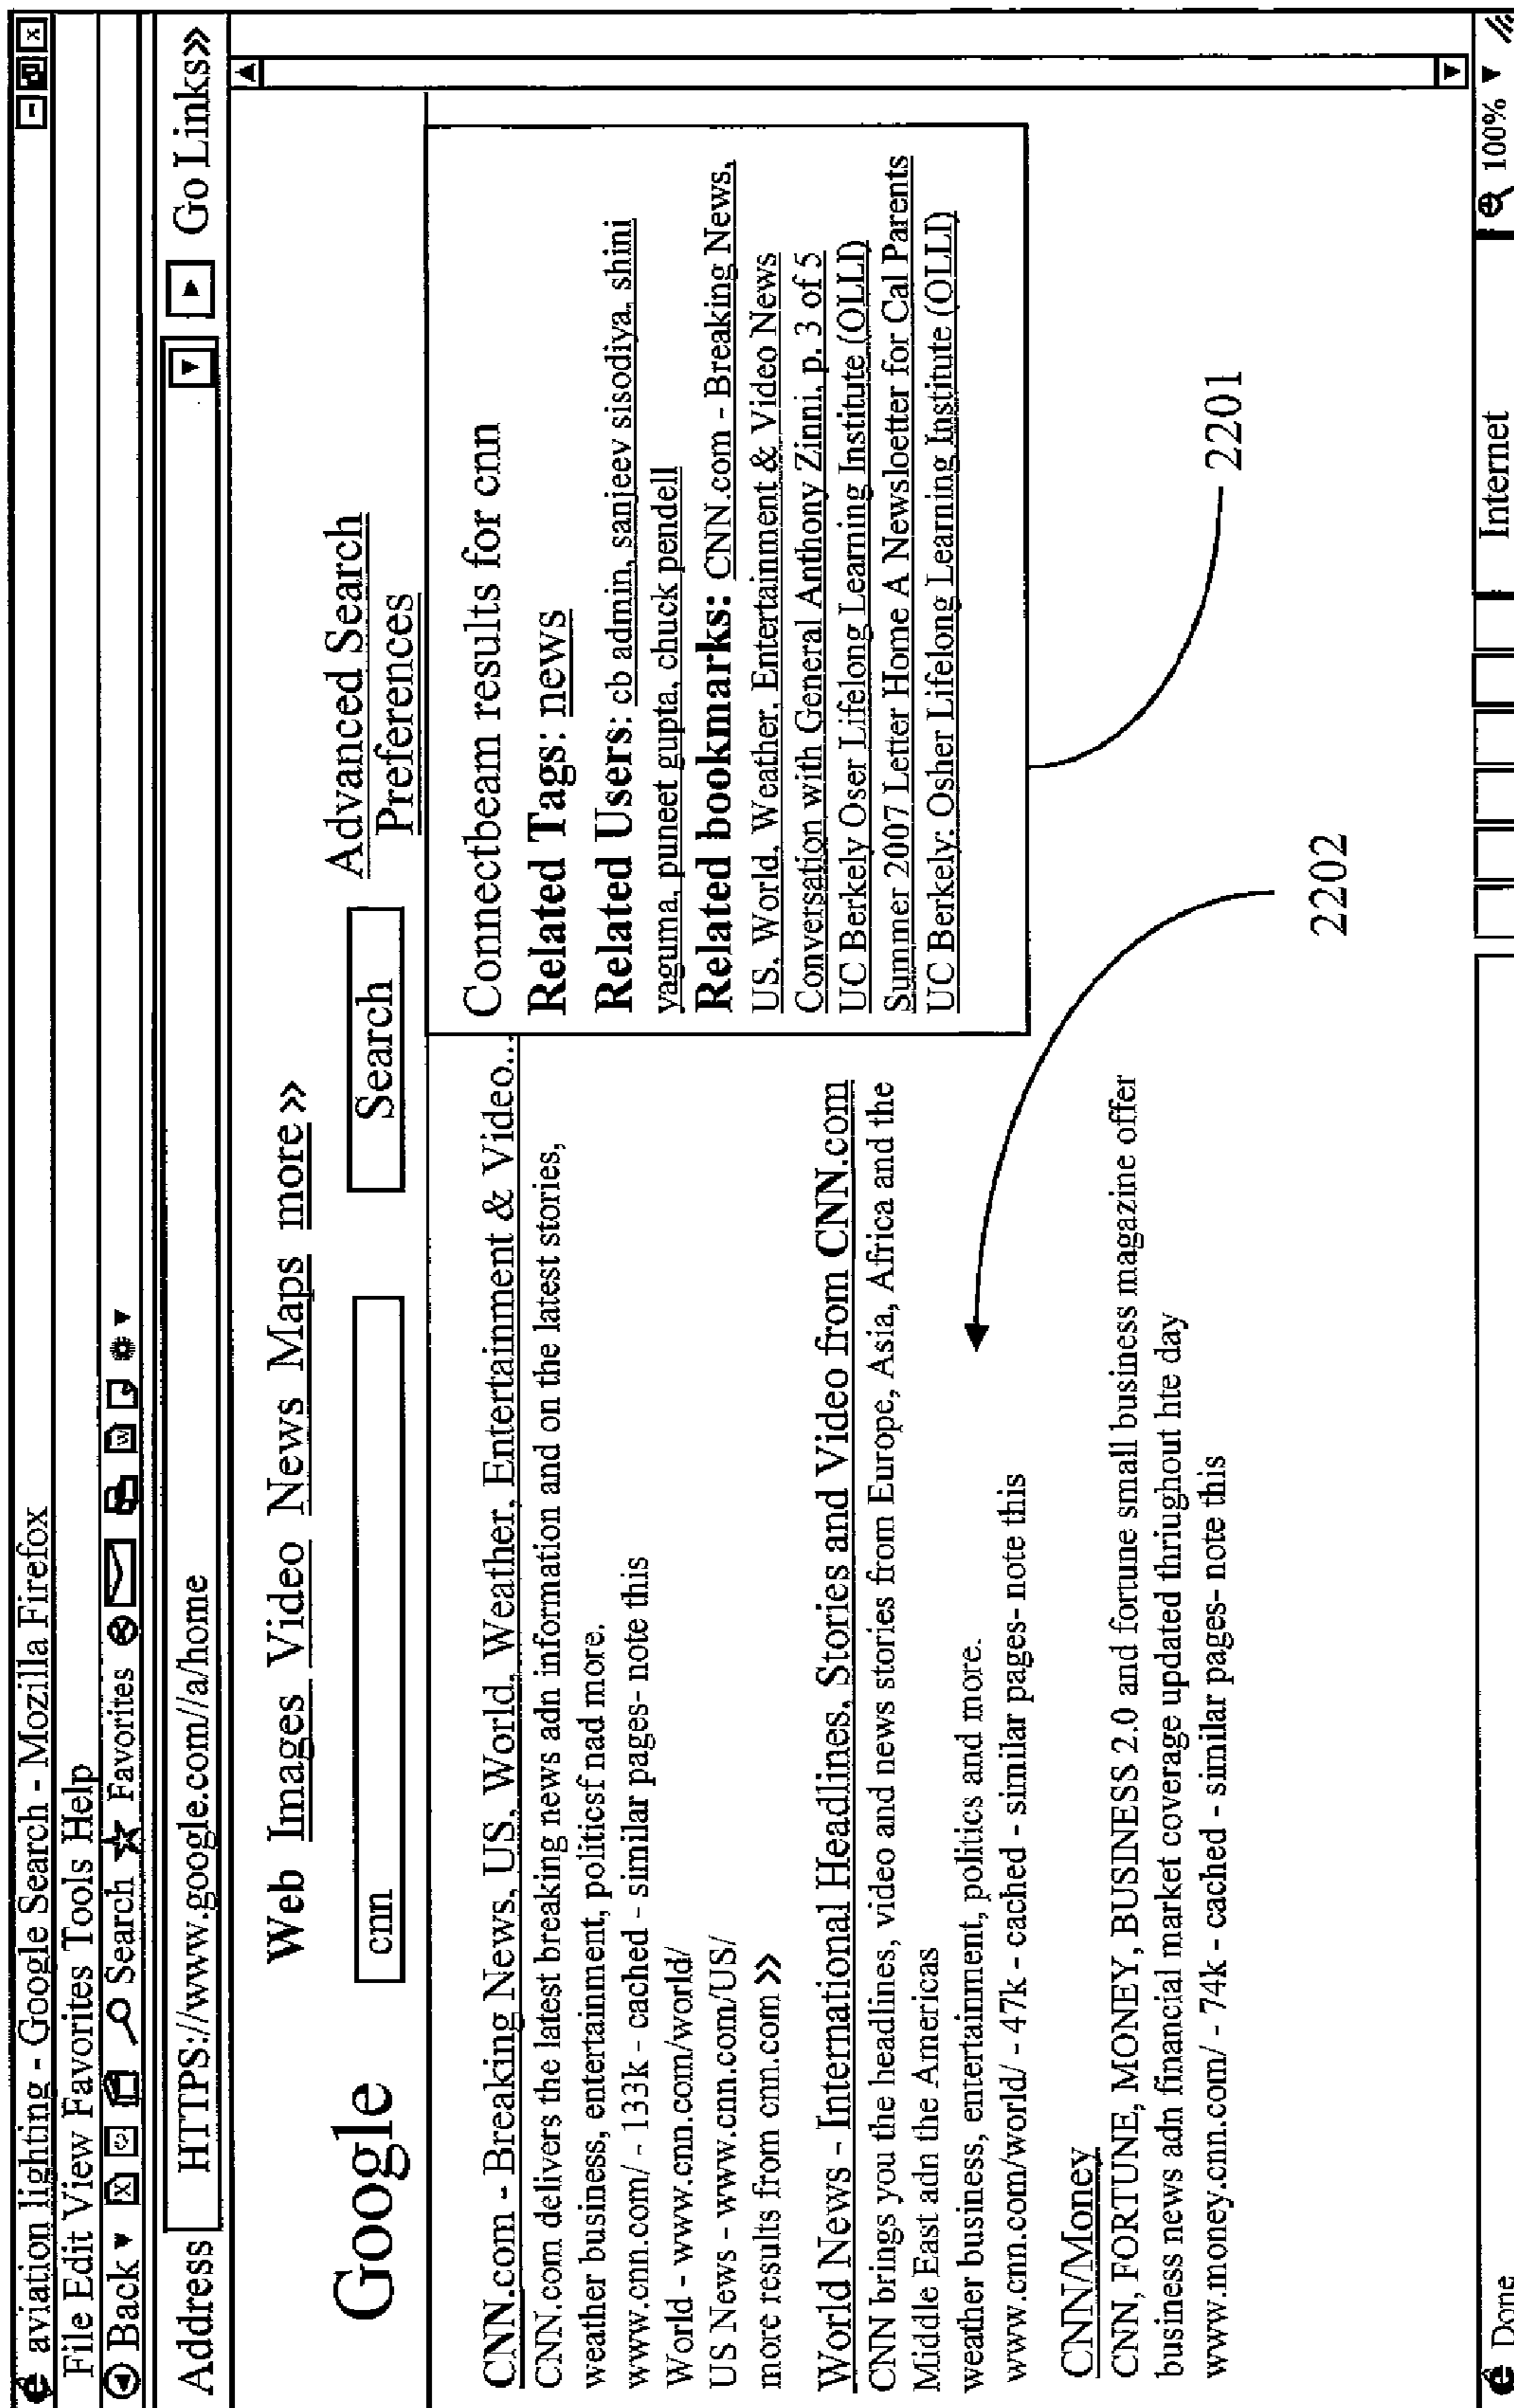 aviation lighting - Google Search - Mozilla Firefox
File Edit View Favorites Tools Help
Back Search Favorites
Address HTTPS://www.google.com//a/home Go Links»
Web Images Video News Maps more»
Google cnn Search Advanced Search
Preferences
CNN.com - Breaking News, US, World, Weather, Entertainment & Video...
CNN.com delivers the latest breaking news adn information and on the latest stories,
weather business, entertainment, politicsf nad more.
www.cnn.com/ - 133k - cached - similar pages- note this
World - www.cnn.com/world/
US News - www.cnn.com/US/
more results from cnn.com »
World News - International Headlines, Stories and Video from CNN.com
CNN brings you the headlines, video and news stories from Europe, Asia, Africa and the
Middle East adn the Americas
weather business, entertainment, politics and more.
www.cnn.com/world/ - 47k - cached - similar pages- note this
CNN/Money
CNN, FORTUNE, MONEY, BUSINESS 2.0 and fortune small business magazine offer
business news adn financial market coverage updated thriughout hte day
www.money.cnn.com/ - 74k - cached - similar pages- note this
Connectbeam results for cnn
Related Tags: news
Related Users: cb admin, sanjeev sisodiya, shini
yaguma, puneet gupta, chuck pendell
Related bookmarks: CNN.com - Breaking News,
US, World, Weather, Entertainment & Video News
Conversation with General Anthony Zinni, p. 3 of 5
UC Berkely Oser Lifelong Learning Institute (OLLI)
Summer 2007 Letter Home A Newsloetter for Cal Parents
UC Berkely: Osher Lifelong Learning Institute (OLLI)
2201
2202
Done Internet 100%